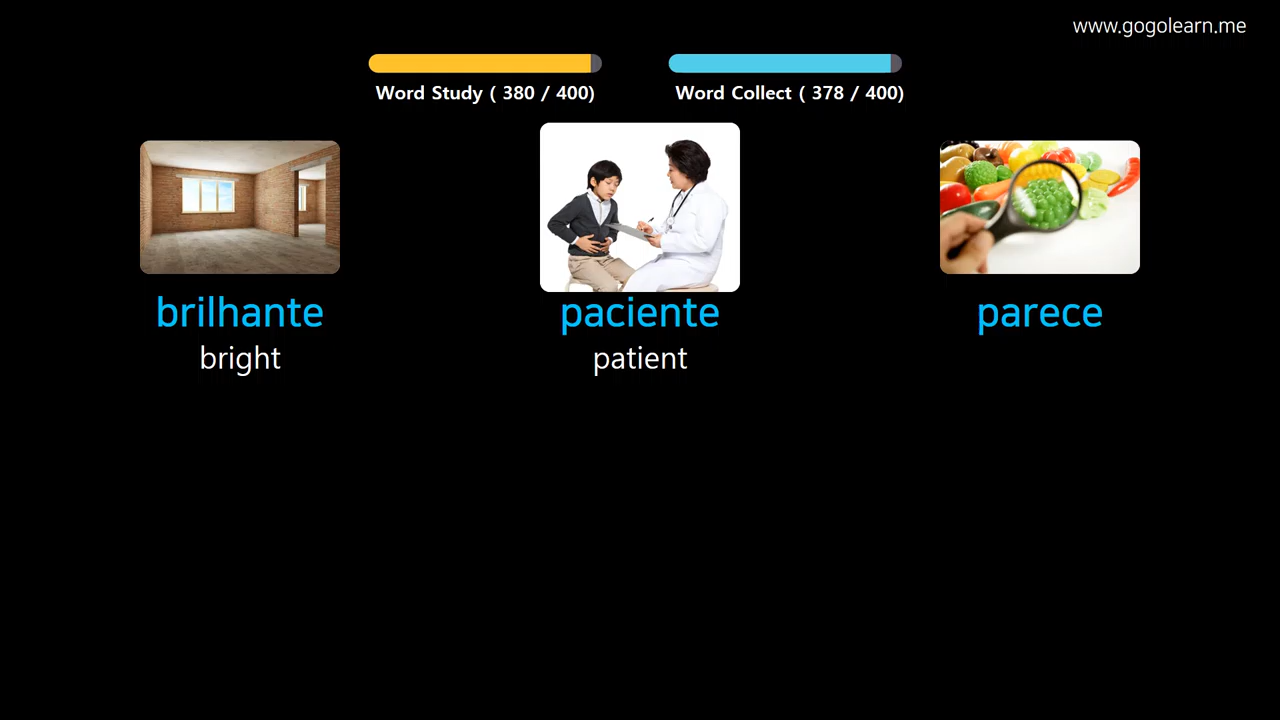 www.gogolearn.me
Word Study ( 380 / 400)
Word Collect ( 378 / 400)
brilhante
bright
paciente
patient
parece